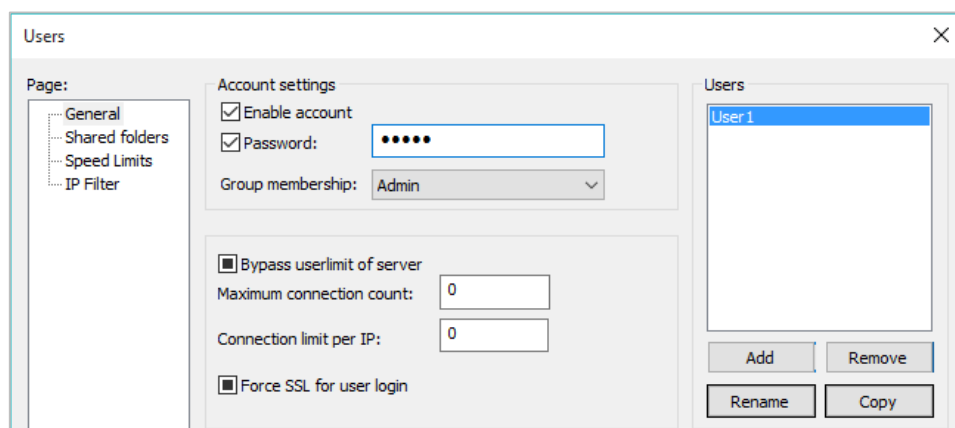 Users
Page:
General
Shared folders
Speed Limits
IP Filter
Account settings
Enable account
Password: •••••
Group membership: Admin
Bypass userlimit of server
Maximum connection count: 0
Connection limit per IP: 0
Force SSL for user login
Users
User1
Add Remove
Rename Copy